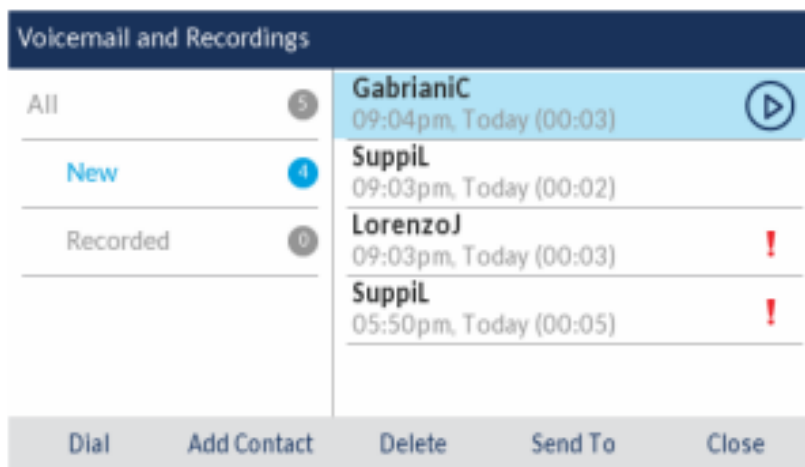 Voicemail and Recordings
All 5
New 4
Recorded 0
GabrianiC
09:04pm, Today (00:03)
SuppiL
09:03pm, Today (00:02)
LorenzoJ
09:03pm, Today (00:03)
!
SuppiL
05:50pm, Today (00:05)
!
Dial Add Contact Delete Send To Close